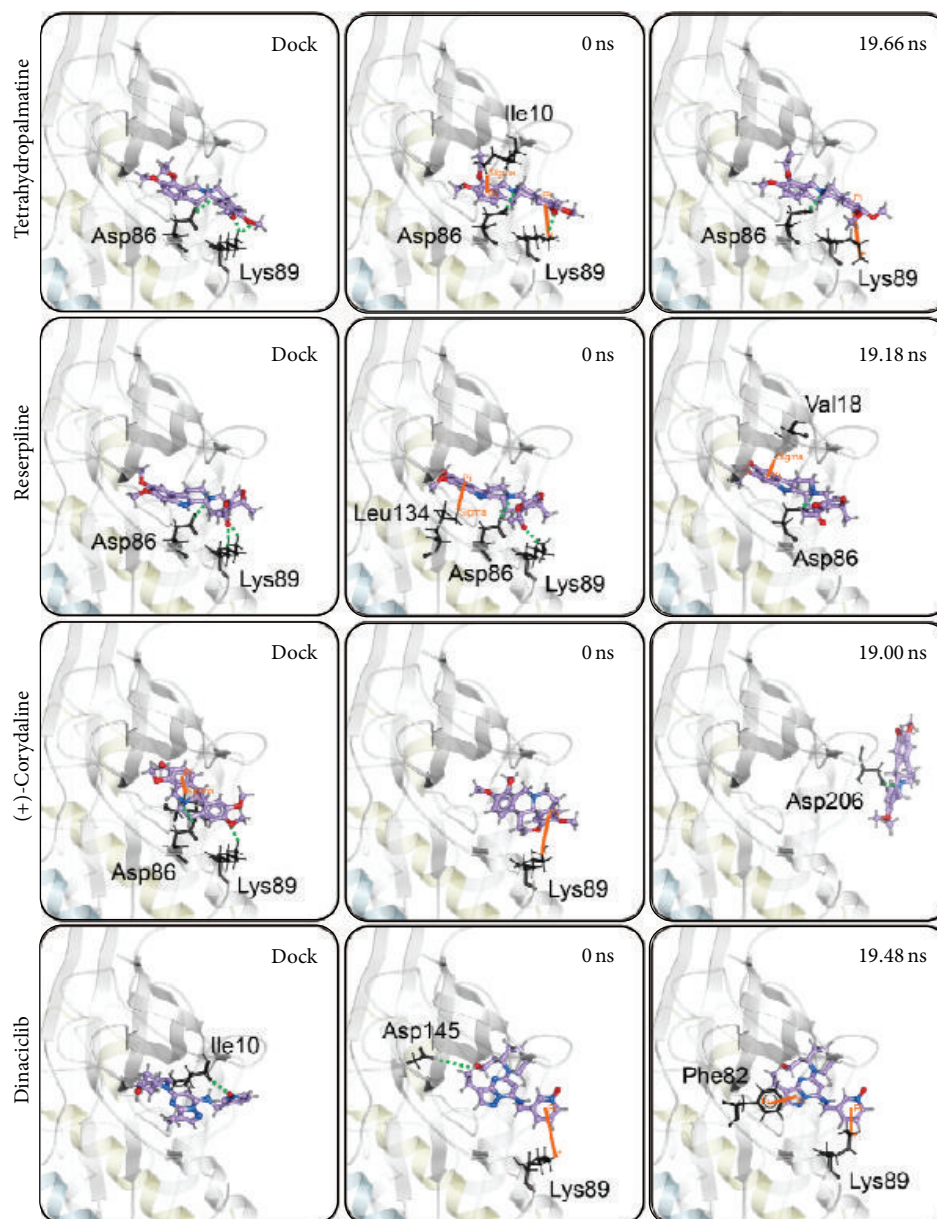 Tetrahydropalmatine
Dock
Asp86
Lys89
0 ns
Ile10
Asp86
Lys89
19.66 ns
Asp86
Lys89
Reserpiline
Dock
Asp86
Lys89
0 ns
Leu134
Asp86
Lys89
19.18 ns
Val18
Asp86
(+)-Corydaline
Dock
Asp86
Lys89
0 ns
Lys89
19.00 ns
Asp206
Dinaciclib
Dock
Ile10
0 ns
Asp145
Lys89
19.48 ns
Phe82
Lys89